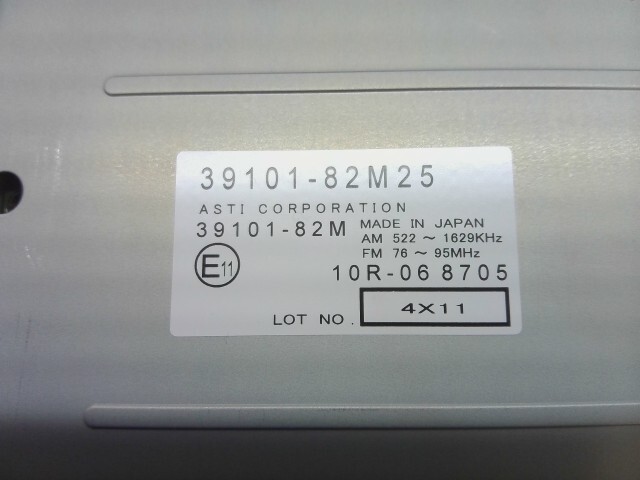 39101-82M25
ASTI CORPORATION
39101-82M
MADE IN JAPAN
AM 522 ~ 1629KHz
FM 76 ~ 95MHz
E11
10R-06 8705
LOT NO. 4X11